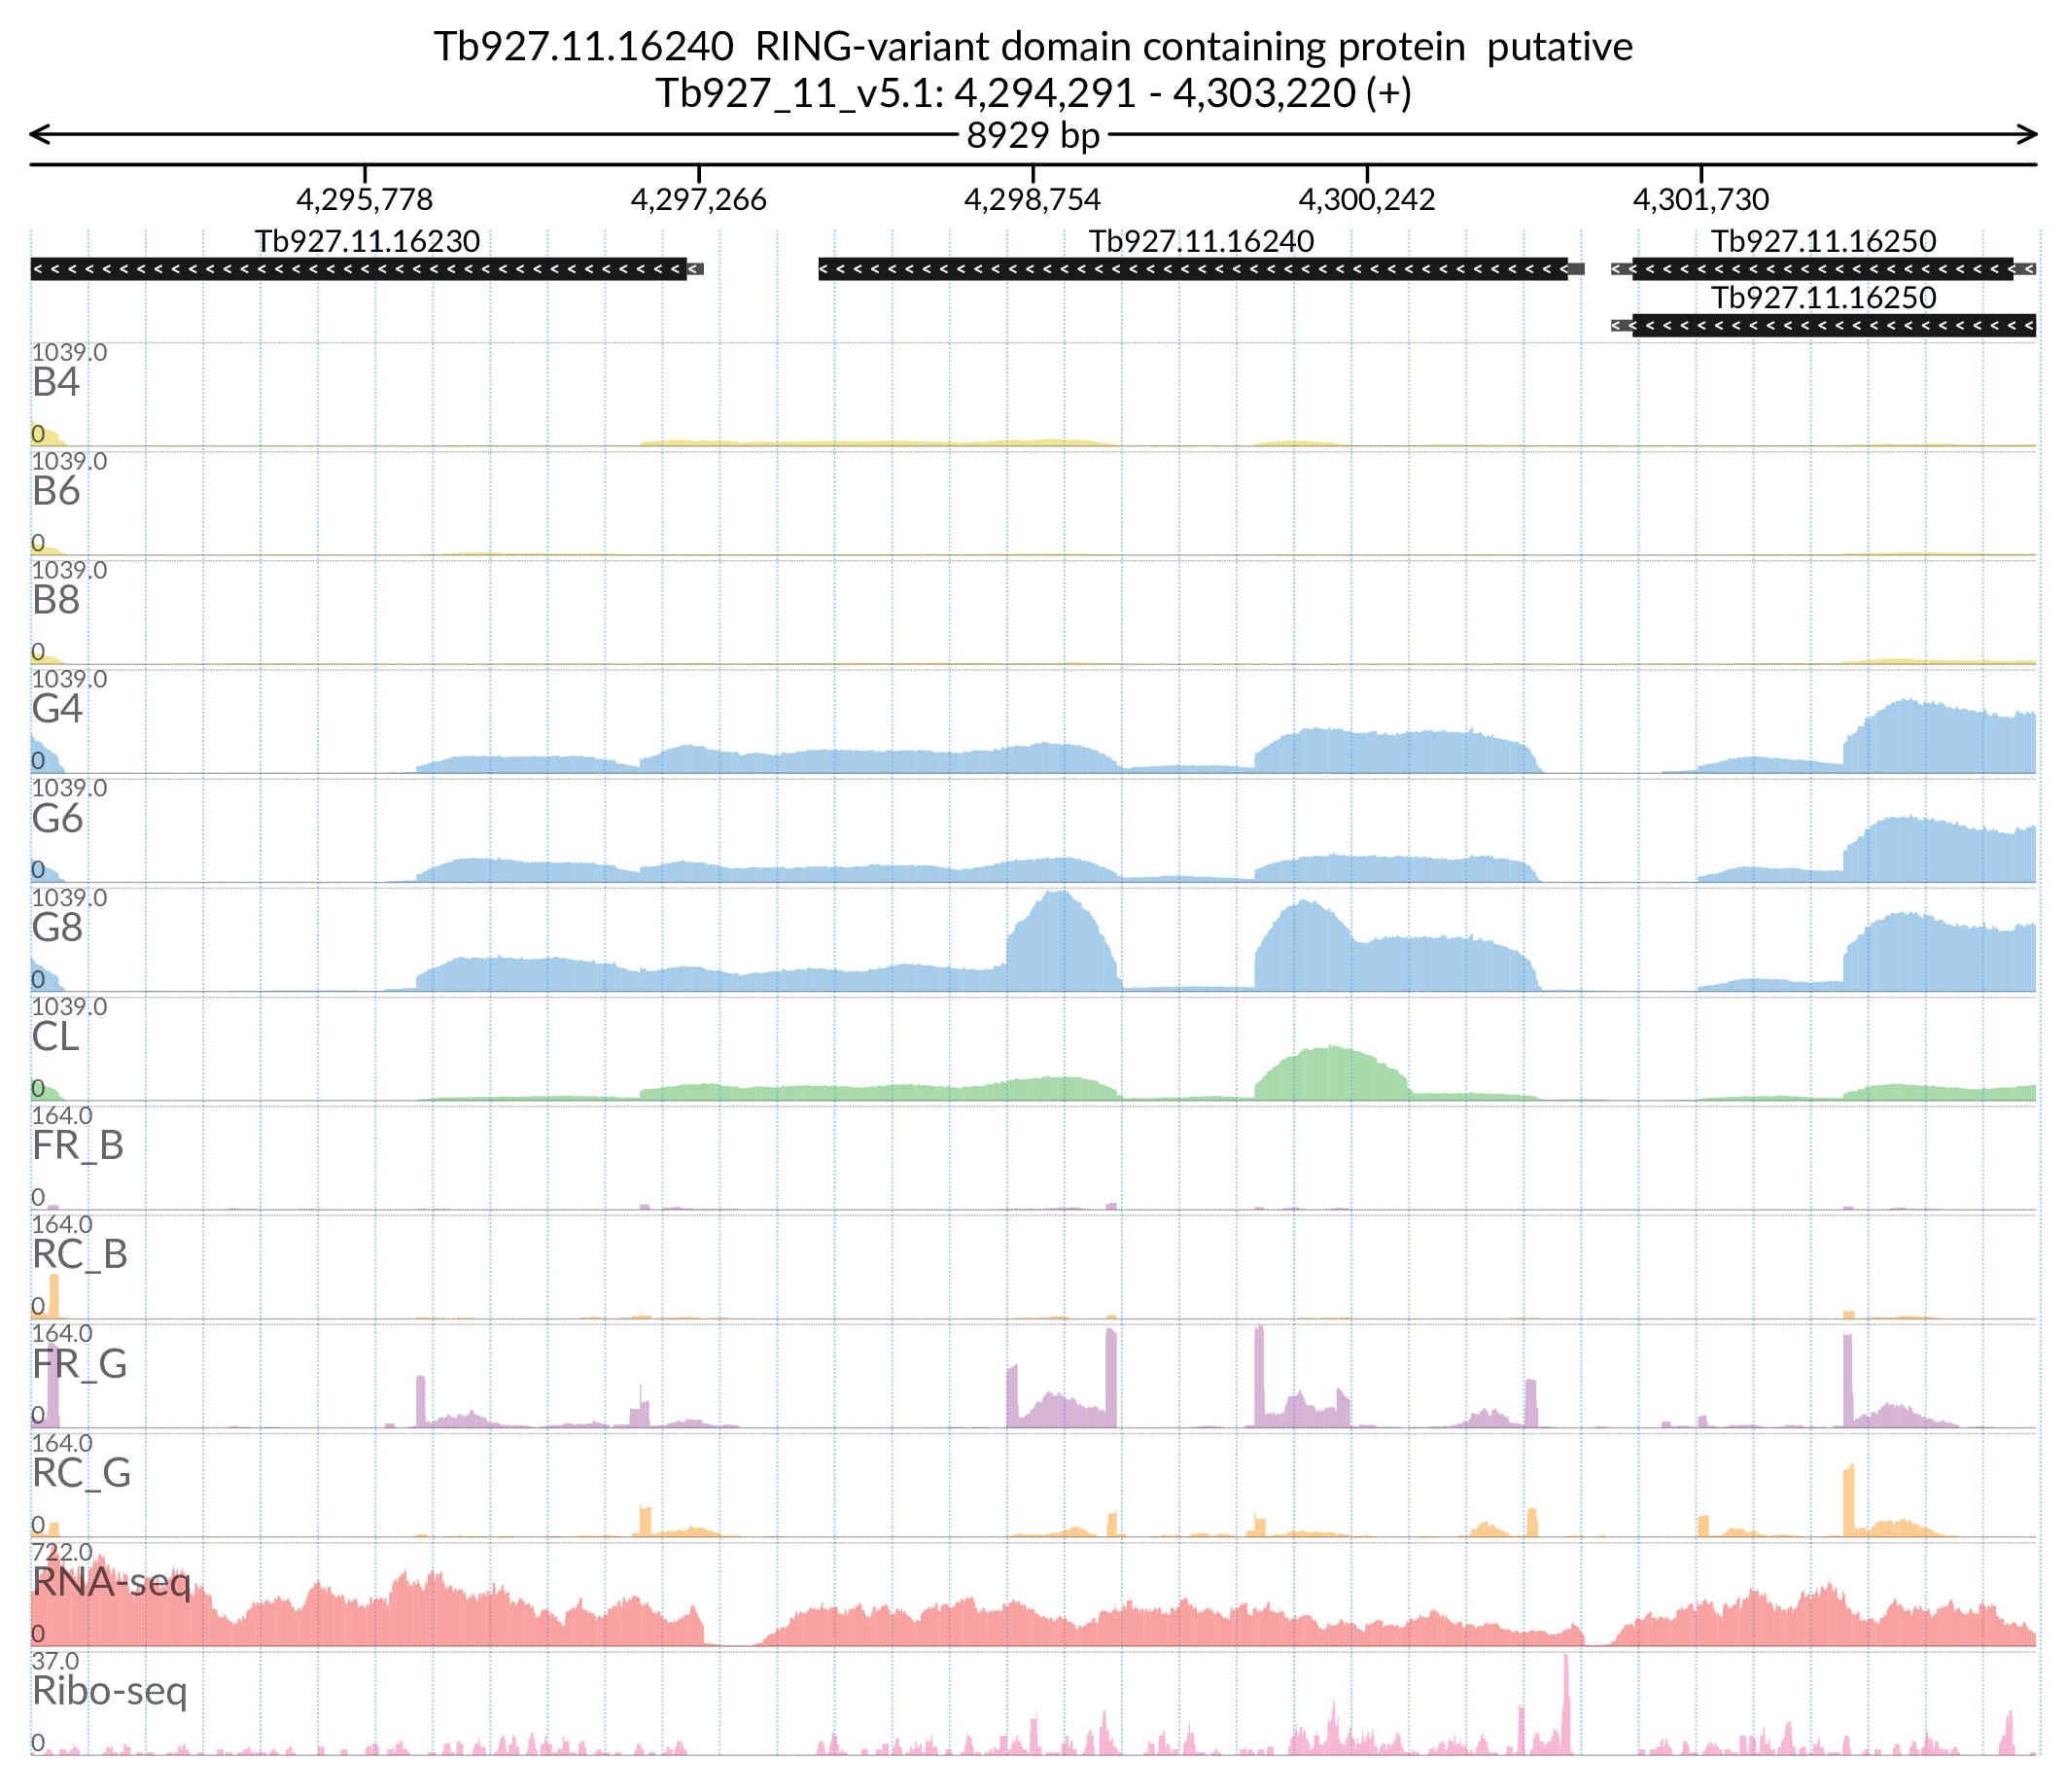 Tb927.11.16240 RING-variant domain containing protein putative
Tb927_11_v5.1: 4,294,291 - 4,303,220 (+)
8929 bp
4,295,778 4,297,266 4,298,754 4,300,242 4,301,730
Tb927.11.16230 Tb927.11.16240 Tb927.11.16250
Tb927.11.16250
1039.0
B4
0
1039.0
B6
0
1039.0
B8
0
1039.0
G4
0
1039.0
G6
0
1039.0
G8
0
1039.0
CL
0
164.0
FR_B
0
164.0
RC_B
0
164.0
FR_G
0
164.0
RC_G
0
722.0
RNA-seq
0
37.0
Ribo-seq
0